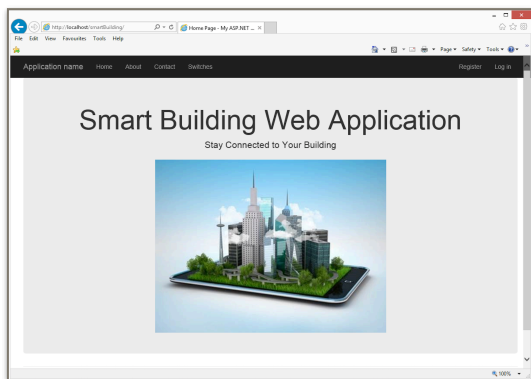 http://localhost/smartBuilding/
Home Page - My ASP.NET ...
File Edit View Favourites Tools Help
Page Safety Tools
Application name Home About Contact Switches Register Log in
Smart Building Web Application
Stay Connected to Your Building
100%